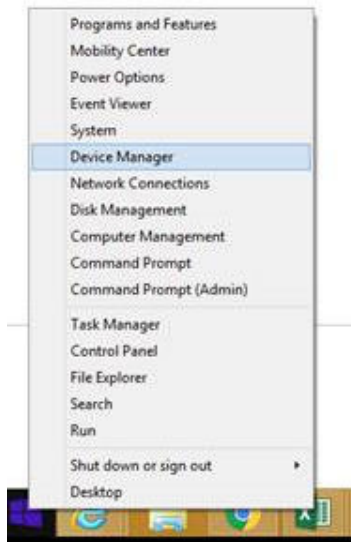 Programs and Features
Mobility Center
Power Options
Event Viewer
System
Device Manager
Network Connections
Disk Management
Computer Management
Command Prompt
Command Prompt (Admin)
Task Manager
Control Panel
File Explorer
Search
Run
Shut down or sign out
Desktop